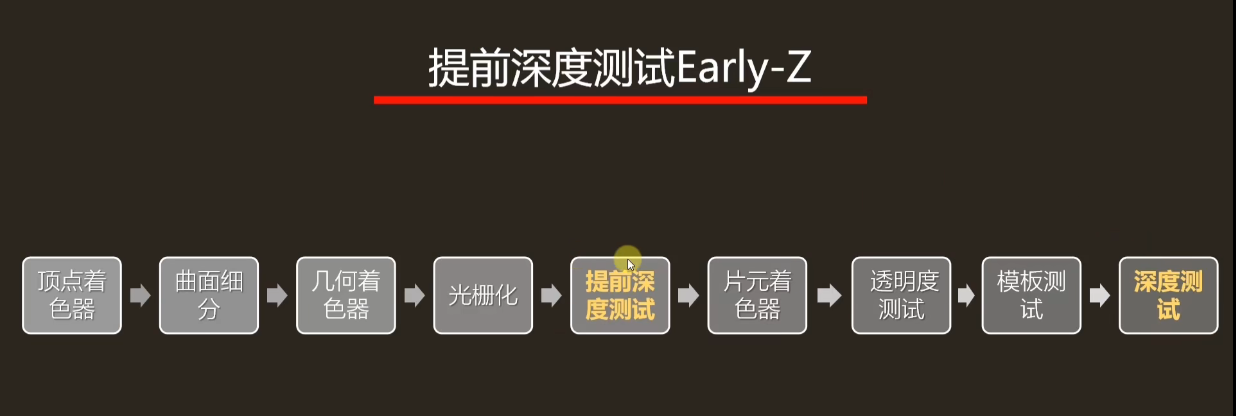 提前深度测试Early-Z
顶点着
色器
曲面细
分
几何着
色器
光栅化
提前深
度测试
片元着
色器
透明度
测试
模板测
试
深度测
试